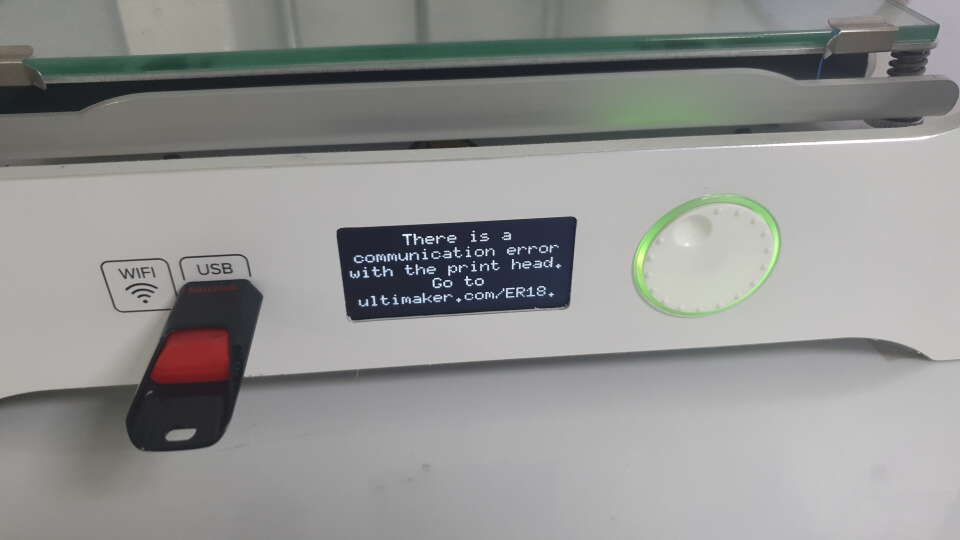 WIFI
USB
There is a
communication error
with the print head.
Go to
ultimaker.com/ER18.